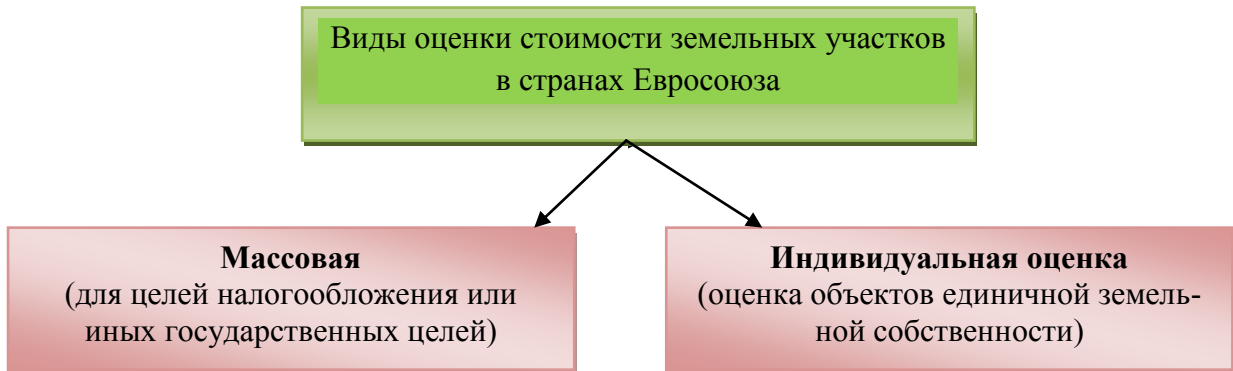 Виды оценки стоимости земельных участков
в странах Евросоюза
Массовая
(для целей налогообложения или
иных государственных целей)
Индивидуальная оценка
(оценка объектов единичной земель-
ной собственности)